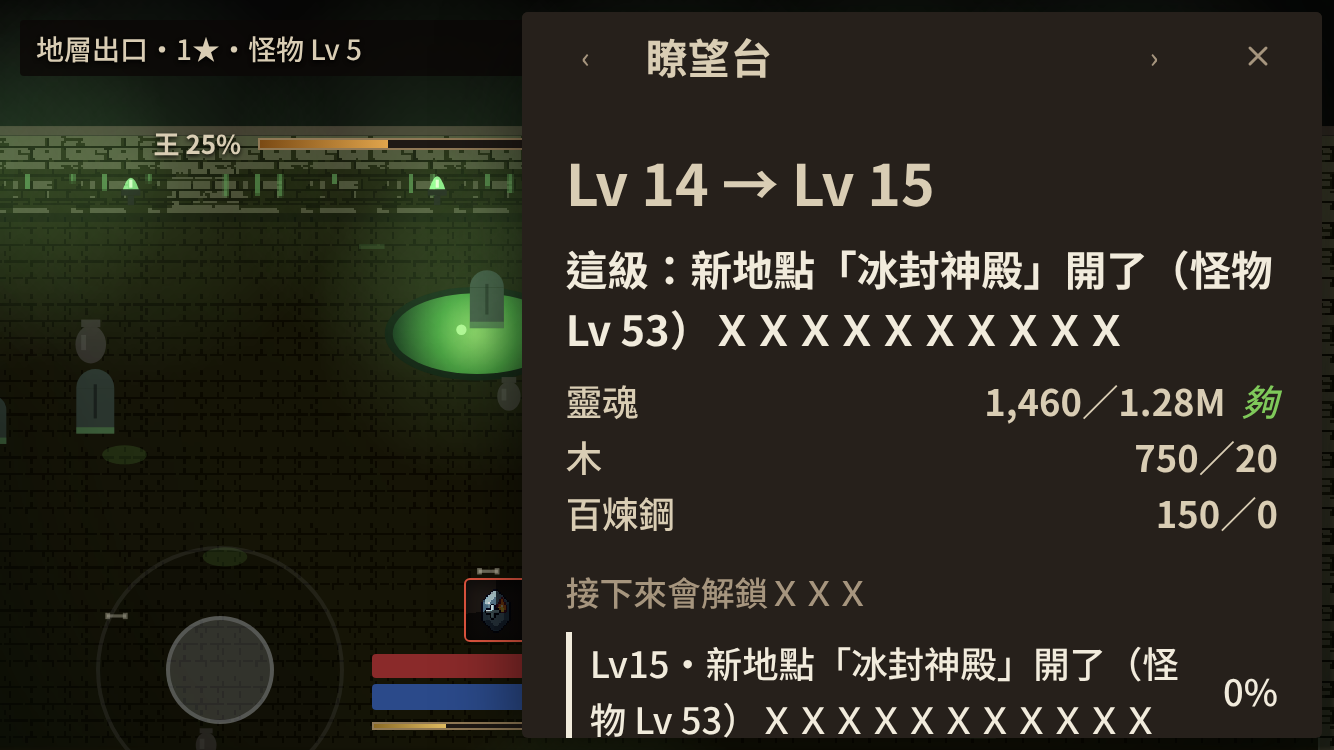 地層出口・1★・怪物 Lv 5
王 25%
‹ 瞭望台 › ×
Lv 14 → Lv 15
這級：新地點「冰封神殿」開了（怪物
Lv 53） X X X X X X X X X X
靈魂 1,460／1.28M 夠
木 750／20
百煉鋼 150／0
接下來會解鎖 X X X
Lv15・新地點「冰封神殿」開了（怪
物 Lv 53） X X X X X X X X X X X
0%